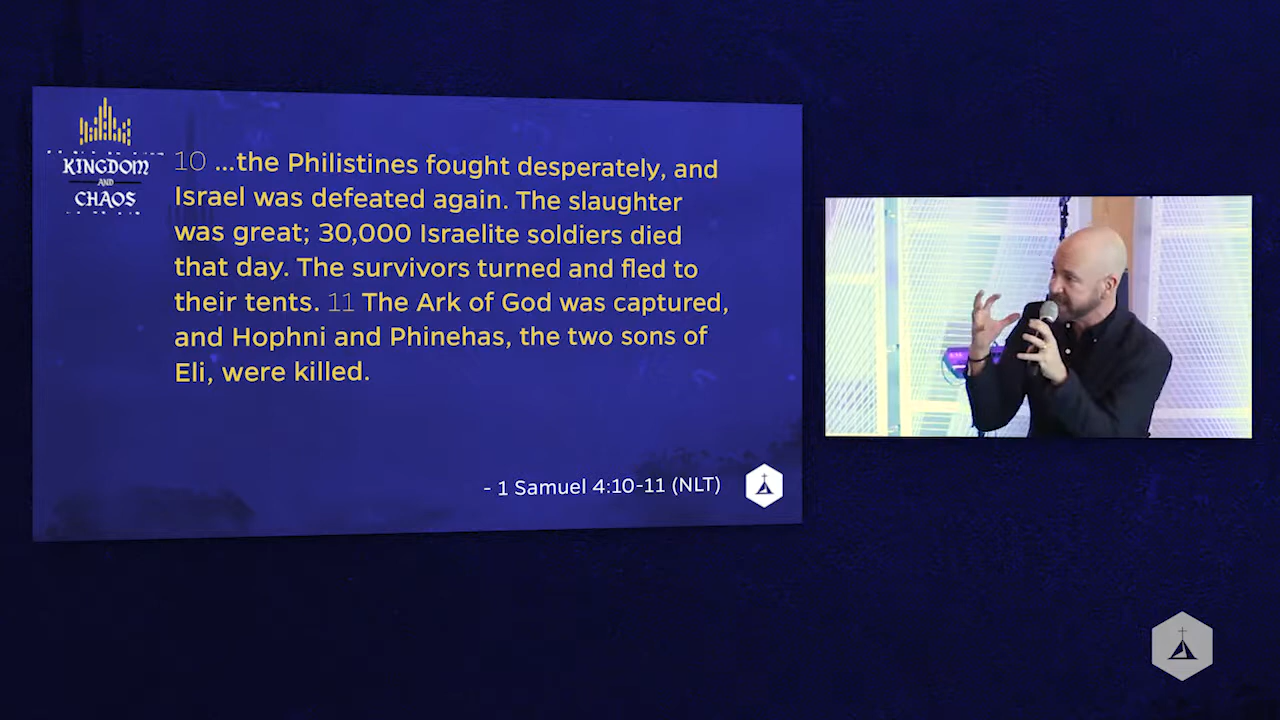 KINGDOM
AND
CHAOS
10 ...the Philistines fought desperately, and
Israel was defeated again. The slaughter
was great; 30,000 Israelite soldiers died
that day. The survivors turned and fled to
their tents. 11 The Ark of God was captured,
and Hophni and Phinehas, the two sons of
Eli, were killed.
- 1 Samuel 4:10-11 (NLT)